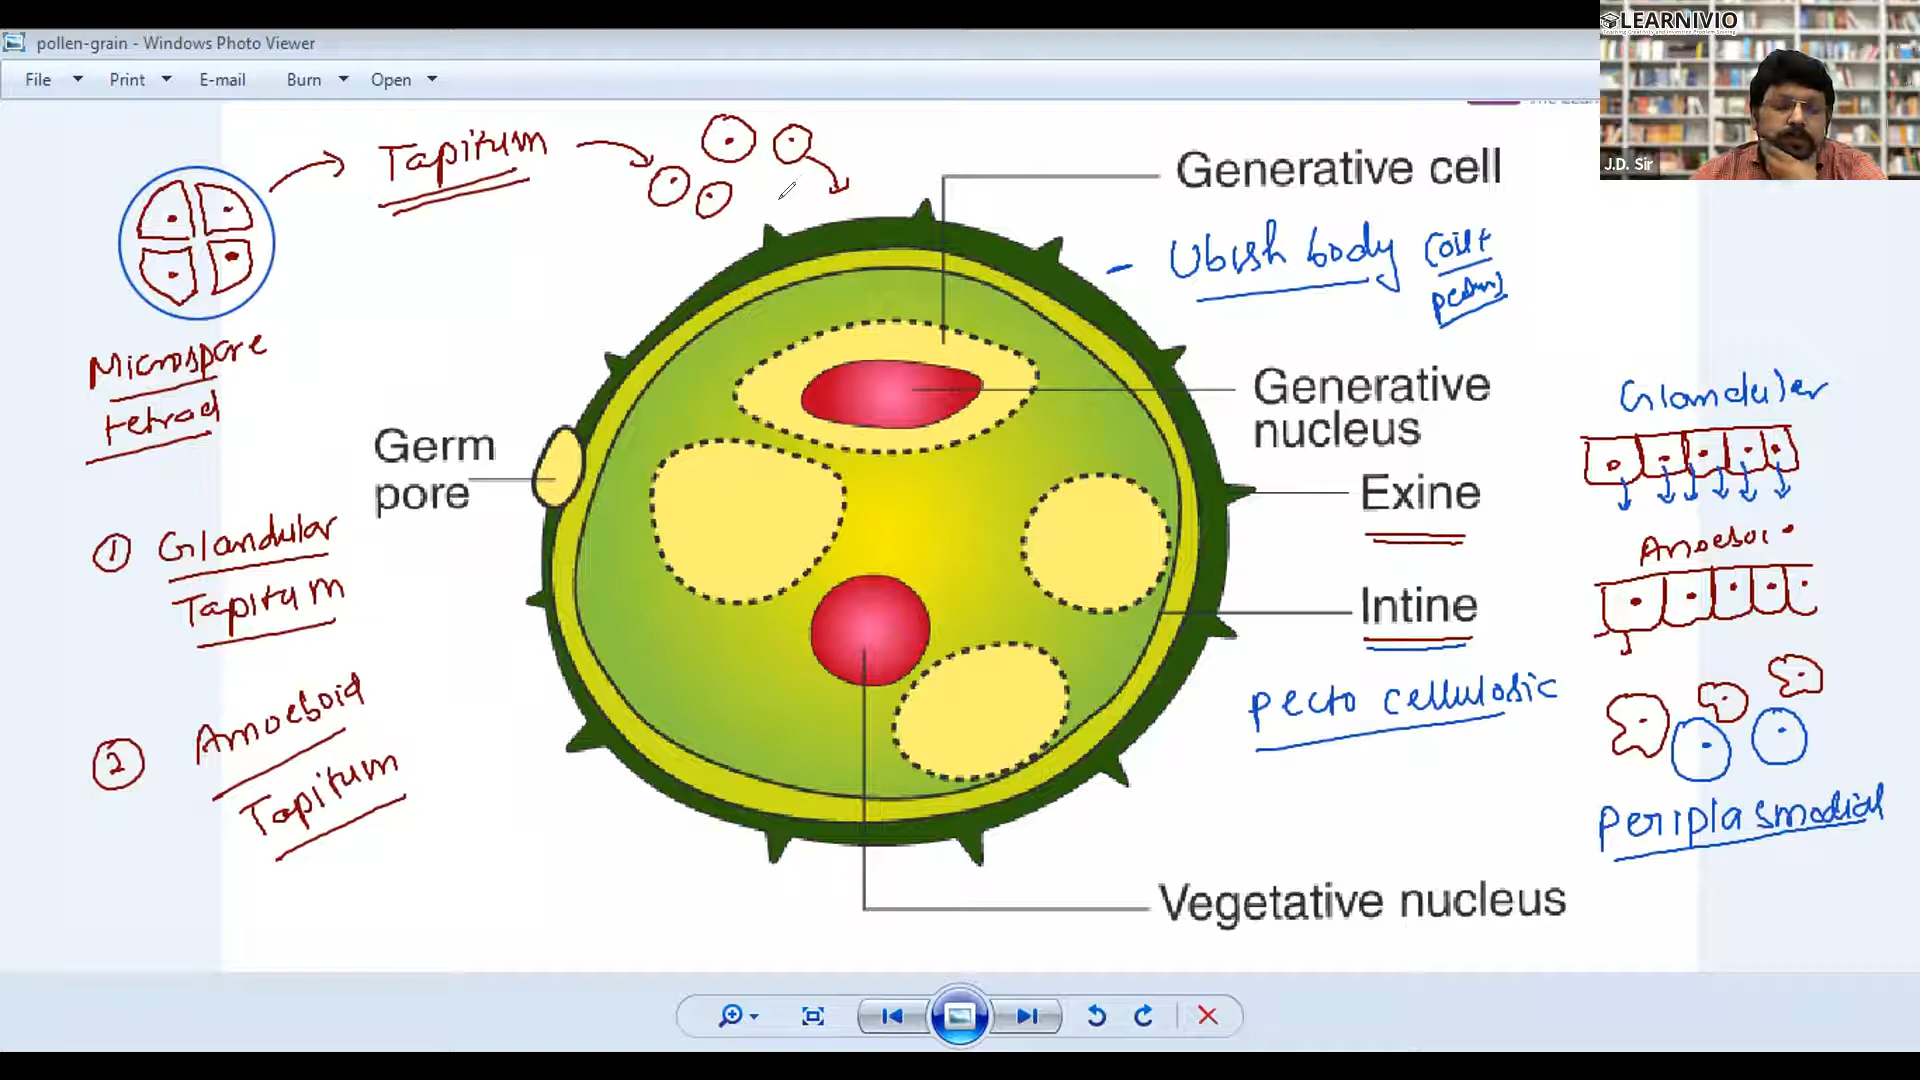 LEARNIVIO
pollen-grain - Windows Photo Viewer
File Print E-mail Burn Open
J.D. Sir
Tapitum
Generative cell
- Ubish body
Microspore
tetrad
Generative
nucleus
Glandular
Germ
pore
Exine
① Glandular
Tapitum
Amoeboi
Intine
pecto cellulosic
② Amoeboid
Tapitum
Periplasmodial
Vegetative nucleus